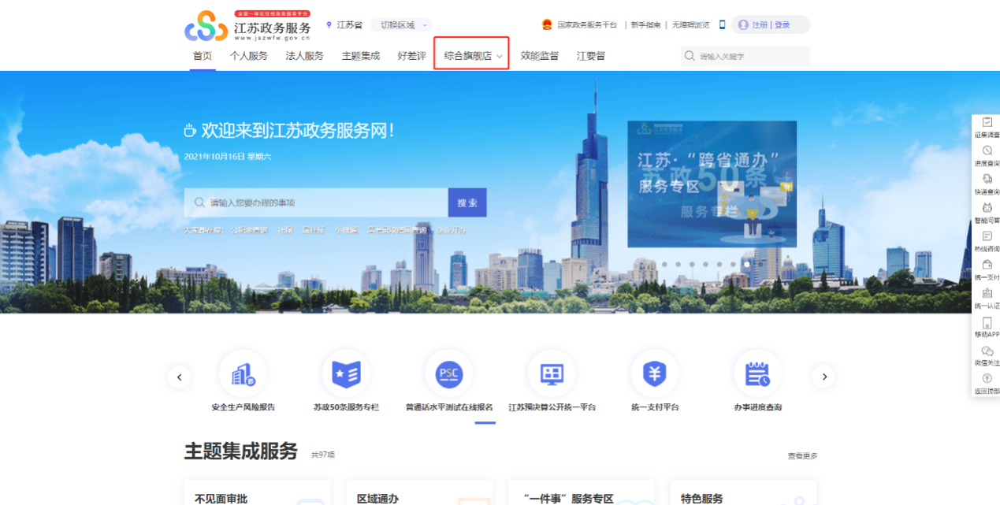 全国一体化在线政务服务平台
江苏政务服务
www.jszwfw.gov.cn
江苏省 切换区域
国家政务服务平台 | 新手指南 | 无障碍浏览 注册 | 登录
首页 个人服务 法人服务 主题集成 好差评 综合旗舰店 效能监督 江要督
请输入关键字
欢迎来到江苏政务服务网!
2021年10月16日 星期六
请输入您要办理的事项 搜索
大家都在搜: 公积金查询 社保 居住证
江苏·“跨省通办”
服务专区
苏政50条
服务专栏
征集调查
进度查询
快递查询
智能问答
热线咨询
统一支付
统一认证
移动APP
微信关注
返回顶部
安全生产风险报告 苏政50条服务专栏 普通话水平测试在线报名 江苏预决算公开统一平台 统一支付平台 办事进度查询
PSC
主题集成服务 共97项 查看更多
不见面审批 区域通办 “一件事”服务专区 特色服务